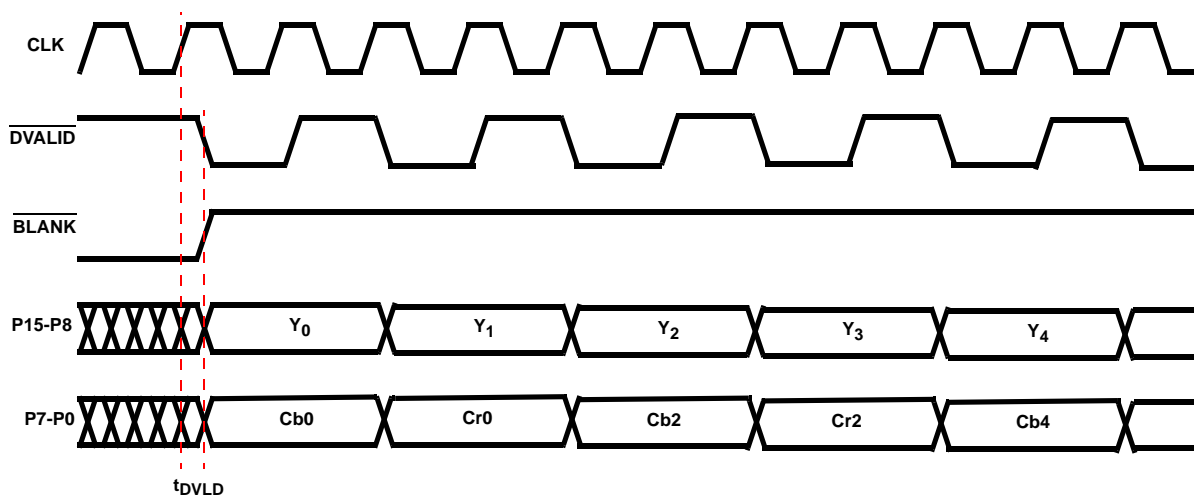 CLK
DVALID
BLANK
P15-P8 Y0 Y1 Y2 Y3 Y4
P7-P0 Cb0 Cr0 Cb2 Cr2 Cb4
tDVLD